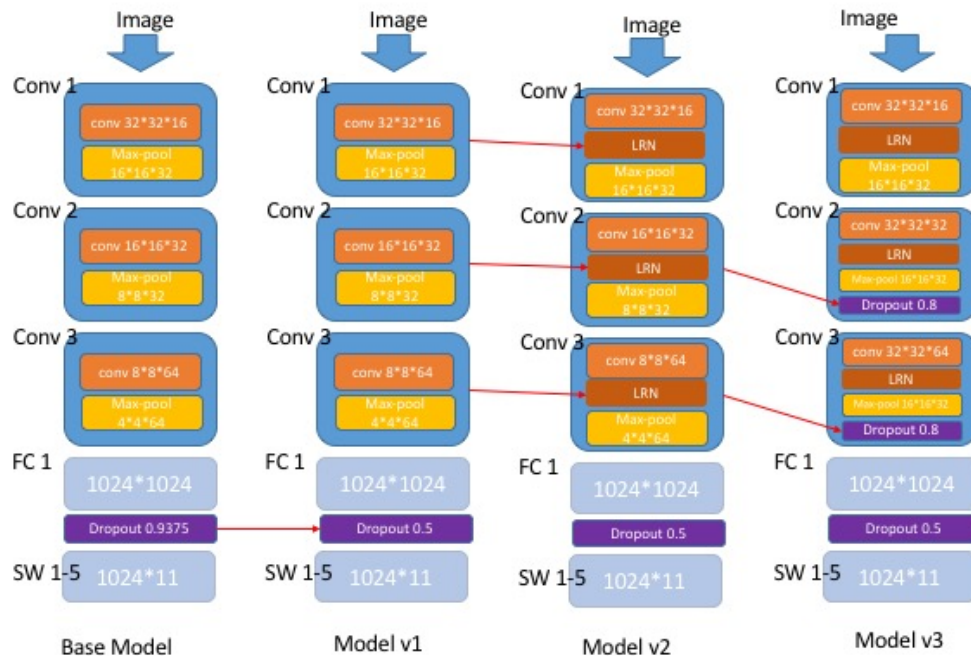 Image
Conv 1
conv 32*32*16
Max-pool
16*16*32
Conv 2
conv 16*16*32
Max-pool
8*8*32
Conv 3
conv 8*8*64
Max-pool
4*4*64
FC 1
1024*1024
Dropout 0.9375
SW 1-5
1024*11
Base Model
Image
Conv 1
conv 32*32*16
Max-pool
16*16*32
Conv 2
conv 16*16*32
Max-pool
8*8*32
Conv 3
conv 8*8*64
Max-pool
4*4*64
FC 1
1024*1024
Dropout 0.5
SW 1-5
1024*11
Model v1
Image
Conv 1
conv 32*32*16
LRN
Max-pool
16*16*32
Conv 2
conv 16*16*32
LRN
Max-pool
8*8*32
Conv 3
conv 8*8*64
LRN
Max-pool
4*4*64
FC 1
1024*1024
Dropout 0.5
SW 1-5
1024*11
Model v2
Image
Conv 1
conv 32*32*16
LRN
Max-pool
16*16*32
Conv 2
conv 32*32*32
LRN
Max-pool 16*16*32
Dropout 0.8
Conv 3
conv 32*32*64
LRN
Max-pool 16*16*32
Dropout 0.8
FC 1
1024*1024
Dropout 0.5
SW 1-5
1024*11
Model v3